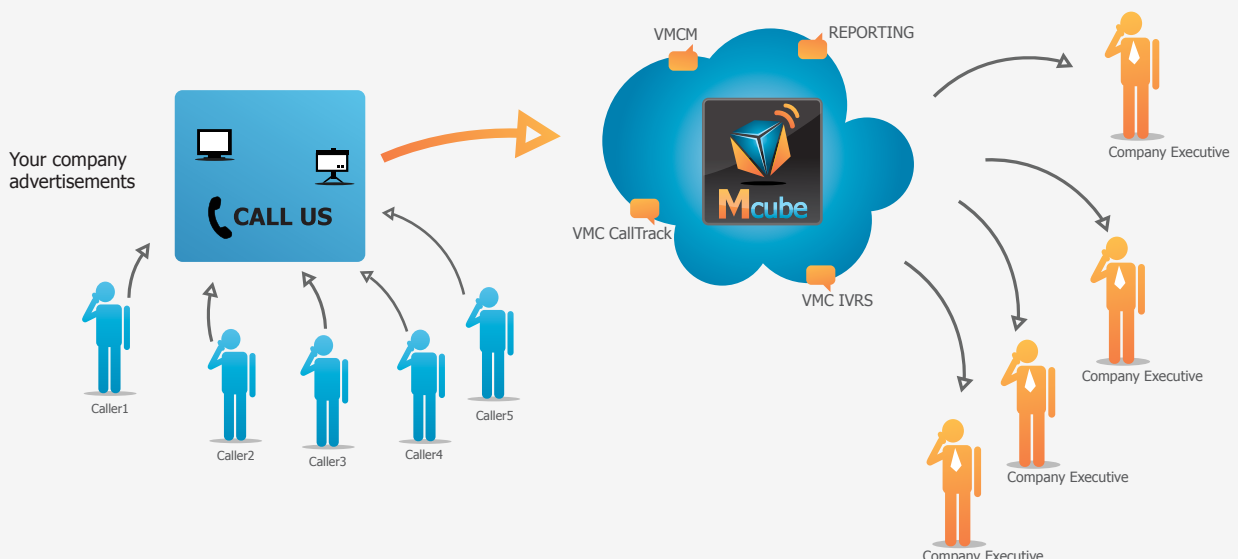 Your company
advertisements
CALL US
Caller1
Caller2
Caller3
Caller4
Caller5
VMCM
REPORTING
Mcube
VMC CallTrack
VMC IVRS
Company Executive
Company Executive
Company Executive
Company Executive